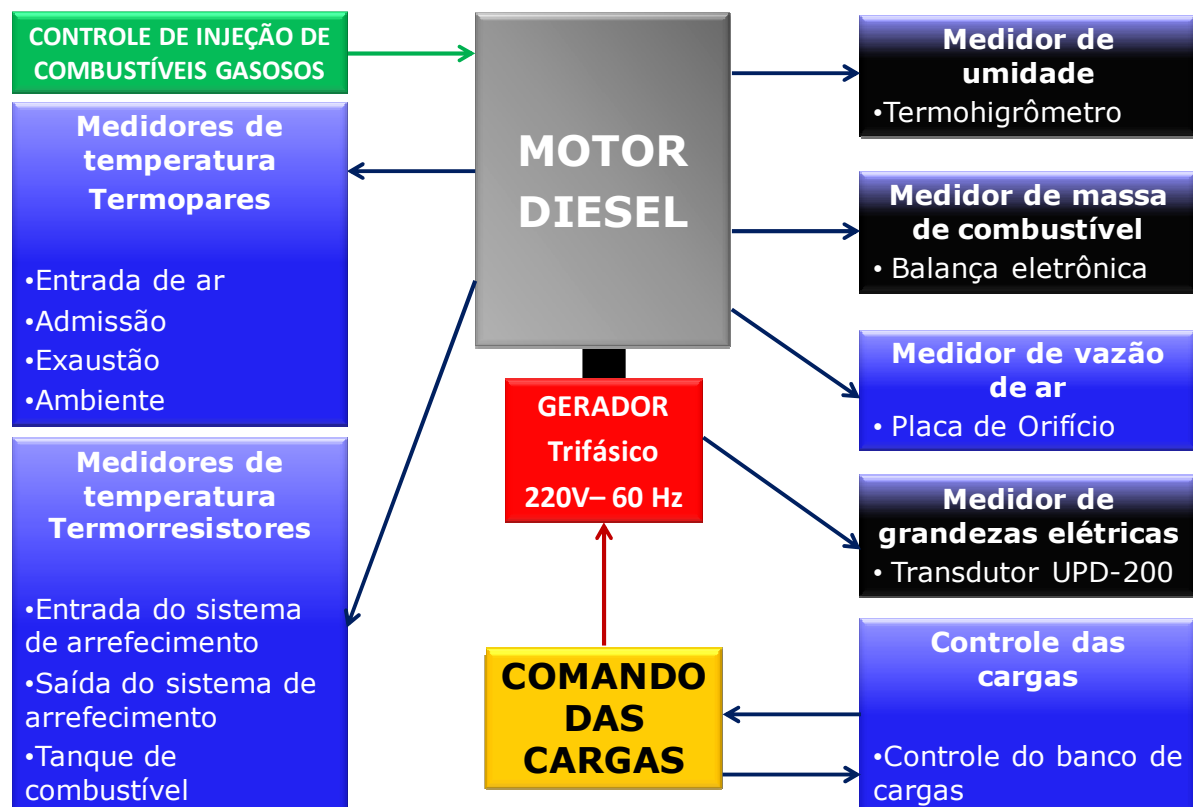 CONTROLE DE INJEÇÃO DE
COMBUSTÍVEIS GASOSOS
Medidores de
temperatura
Termopares
•Entrada de ar
•Admissão
•Exaustão
•Ambiente
Medidores de
temperatura
Termorresistores
•Entrada do sistema
de arrefecimento
•Saída do sistema de
arrefecimento
•Tanque de
combustível
MOTOR
DIESEL
GERADOR
Trifásico
220V– 60 Hz
COMANDO
DAS
CARGAS
Medidor de
umidade
•Termohigrômetro
Medidor de massa
de combustível
• Balança eletrônica
Medidor de vazão
de ar
• Placa de Orifício
Medidor de
grandezas elétricas
• Transdutor UPD-200
Controle das
cargas
•Controle do banco de
cargas